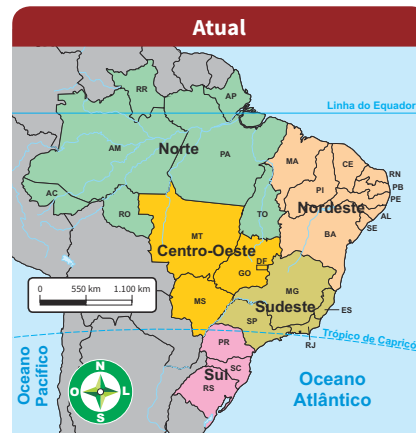 Atual
RR
AP
Linha do Equador
AM
Norte
PA
MA
CE
RN
PB
PE
AL
SE
PI
Nordeste
AC
RO
TO
BA
MT
Centro-Oeste
DF
GO
MG
MS
Sudeste
ES
SP
RJ
Trópico de Capricó
0 550 km 1.100 km
PR
SC
Sul
RS
Oceano
Pacífico
Oceano
Atlântico
N
O L
S